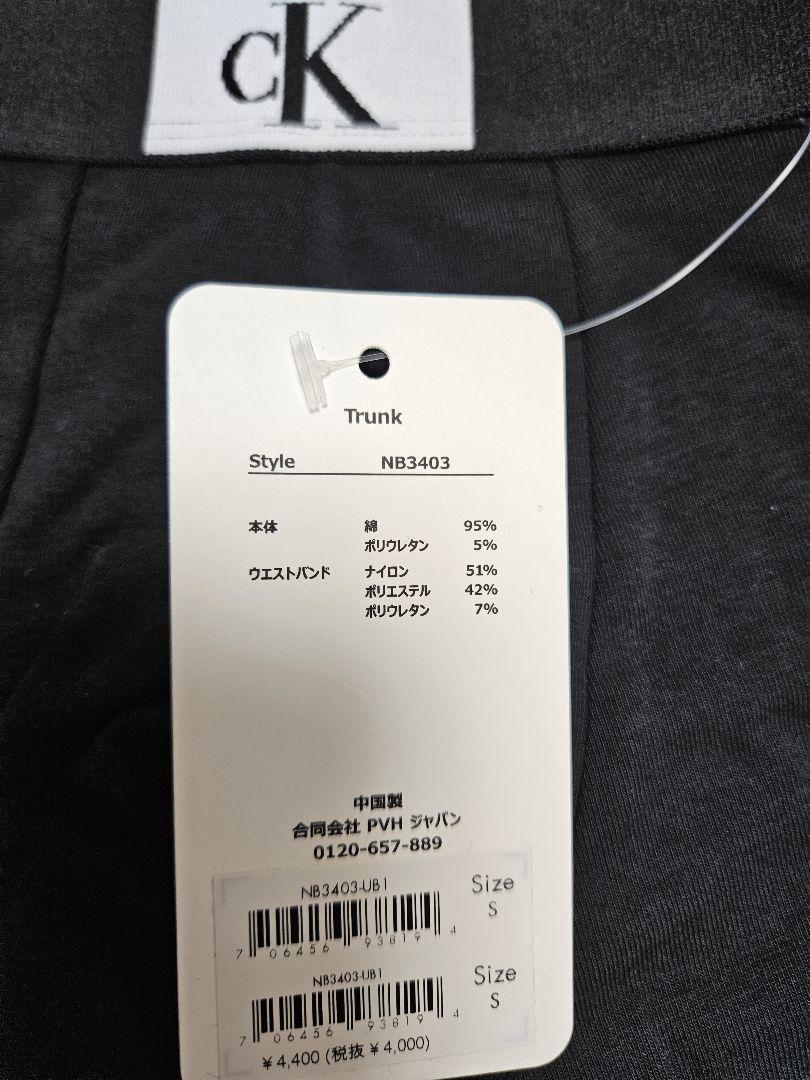 cK
Trunk
Style NB3403
本体 綿 95%
ポリウレタン 5%
ウエストバンド ナイロン 51%
ポリエステル 42%
ポリウレタン 7%
中国製
合同会社 PVH ジャパン
0120-657-889
NB3403-UB1
Size
S
7 06456 93819 4
NB3403-UB1
Size
S
7 06456 93819 4
¥4,400 (税抜 ¥4,000)